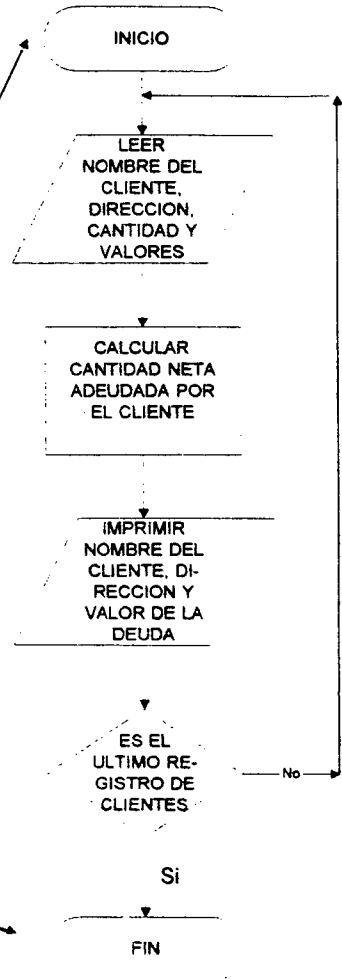 INICIO
LEER
NOMBRE DEL
CLIENTE,
DIRECCION,
CANTIDAD Y
VALORES
CALCULAR
CANTIDAD NETA
ADEUDADA POR
EL CLIENTE
IMPRIMIR
NOMBRE DEL
CLIENTE, DI-
RECCION Y
VALOR DE LA
DEUDA
ES EL
ULTIMO RE-
GISTRO DE
CLIENTES
No
Si
FIN